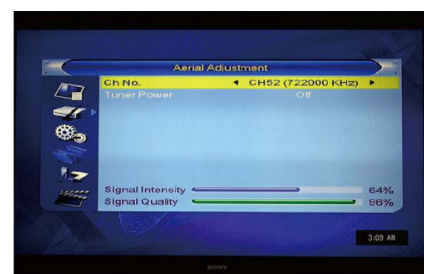 Aerial Adjustment
Ch No. ◄ CH52 (722000 KHz) ►
Tuner Power Off
Signal Intensity 64%
Signal Quality 96%
3:09 AM
SONY